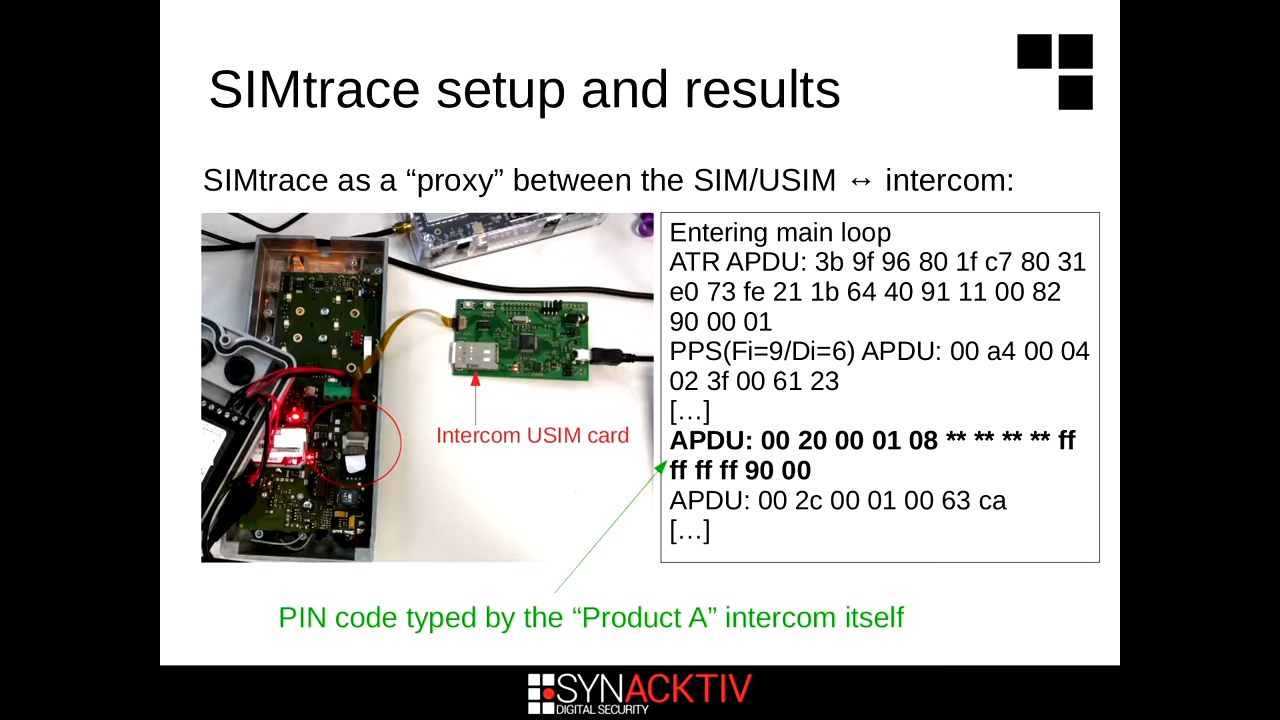 SIMtrace setup and results
SIMtrace as a “proxy” between the SIM/USIM ↔ intercom:
Entering main loop
ATR APDU: 3b 9f 96 80 1f c7 80 31
e0 73 fe 21 1b 64 40 91 11 00 82
90 00 01
PPS(Fi=9/Di=6) APDU: 00 a4 00 04
02 3f 00 61 23
[…]
APDU: 00 20 00 01 08 ** ** ** ** ff
ff ff ff 90 00
APDU: 00 2c 00 01 00 63 ca
[…]
Intercom USIM card
PIN code typed by the “Product A” intercom itself
SYNACKTIV
DIGITAL SECURITY